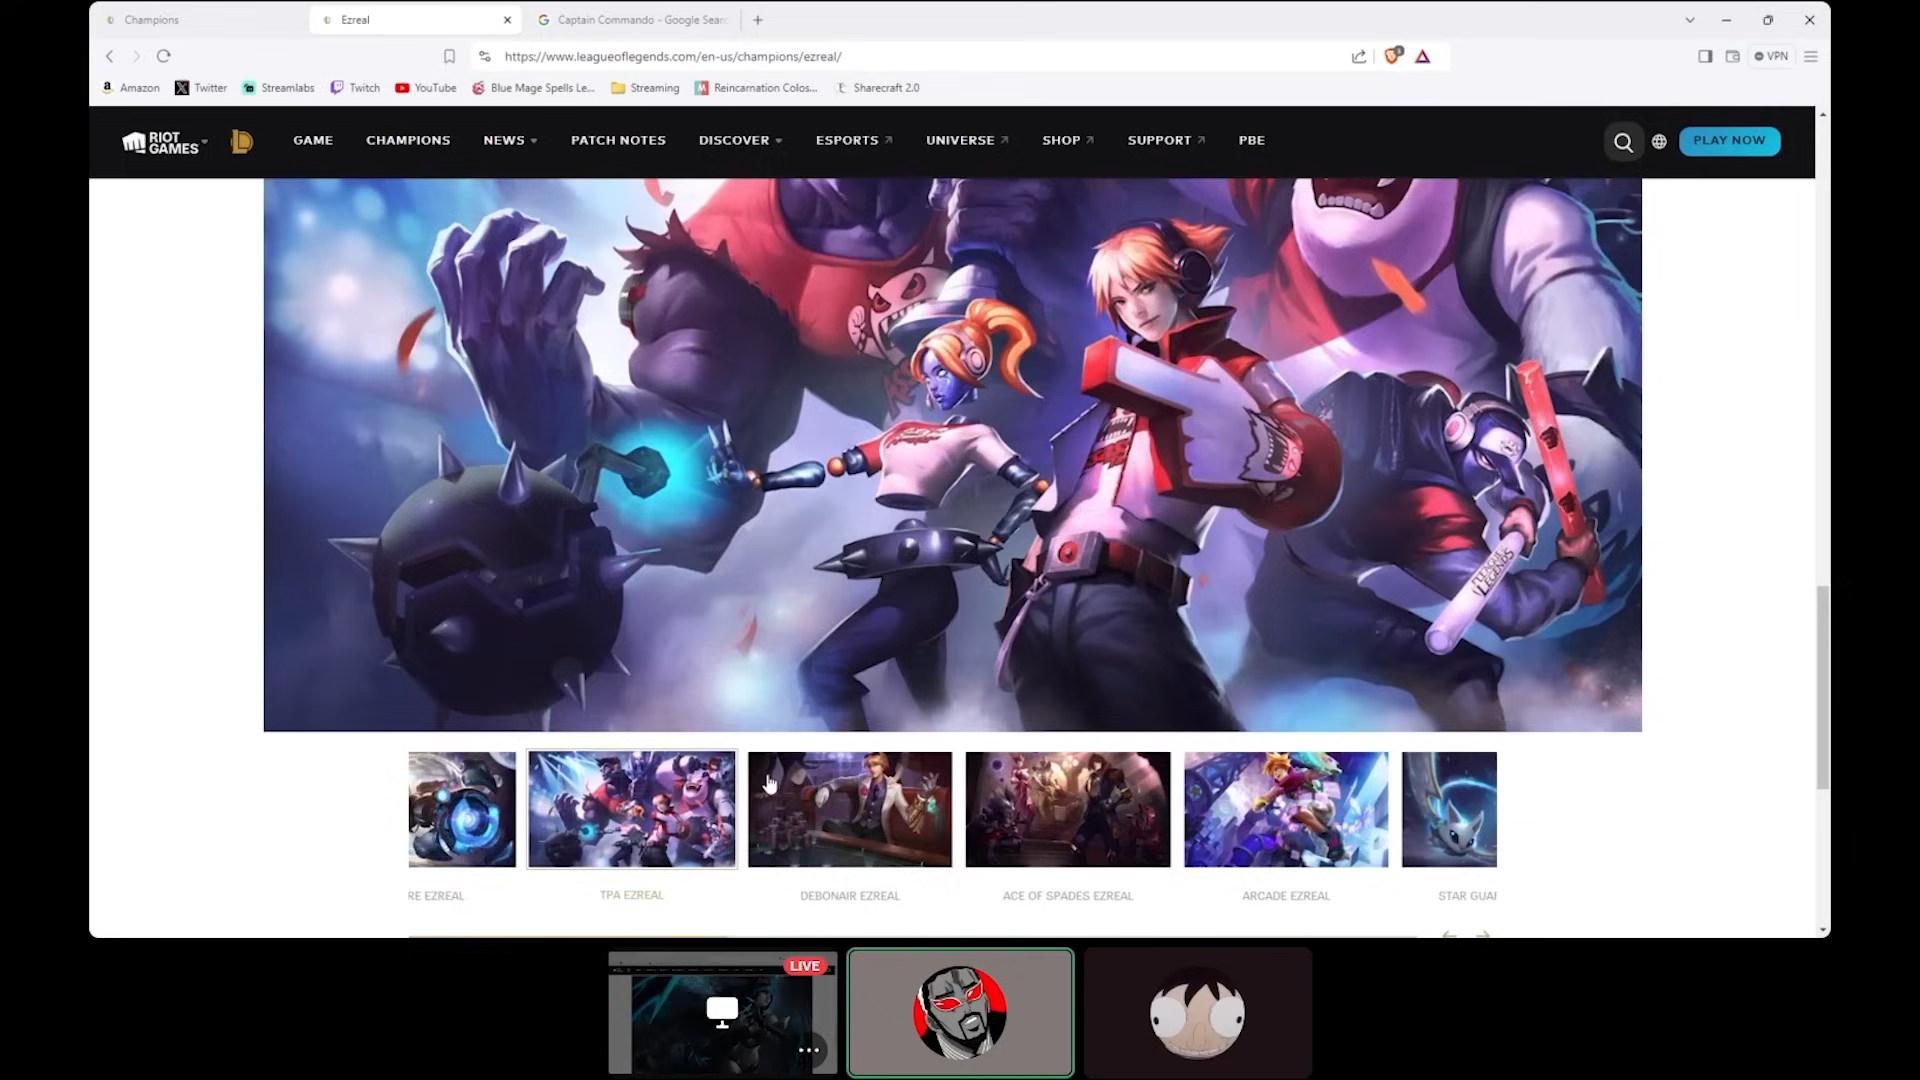 Champions
Ezreal
Captain Commando - Google Sear
https://www.leagueoflegends.com/en-us/champions/ezreal/
VPN
Amazon
Twitter
Streamlabs
Twitch
YouTube
Blue Mage Spells Le...
Streaming
Reincarnation Colos...
Sharecraft 2.0
RIOT
GAMES
GAME
CHAMPIONS
NEWS
PATCH NOTES
DISCOVER
ESPORTS
UNIVERSE
SHOP
SUPPORT
PBE
PLAY NOW
LEGENDS
RE EZREAL
TPA EZREAL
DEBONAIR EZREAL
ACE OF SPADES EZREAL
ARCADE EZREAL
STAR GUAR
LIVE